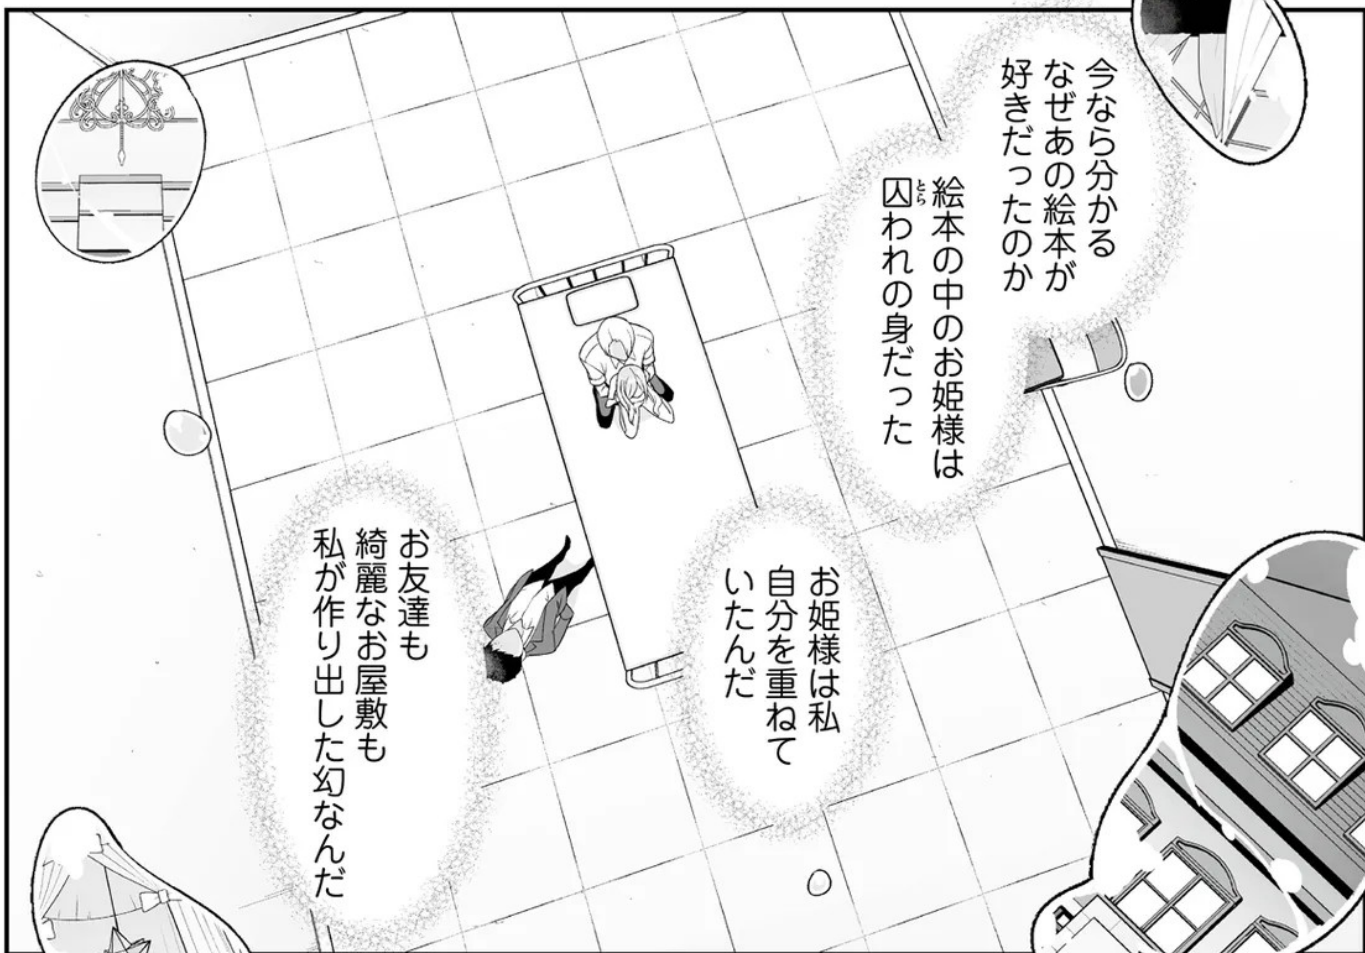 今なら分かる
なぜあの絵本が
好きだったのか
絵本の中のお姫様は
囚われの身だった
とら
お姫様は私
自分を重ねて
いたんだ
お友達も
綺麗なお屋敷も
私が作り出した幻なんだ